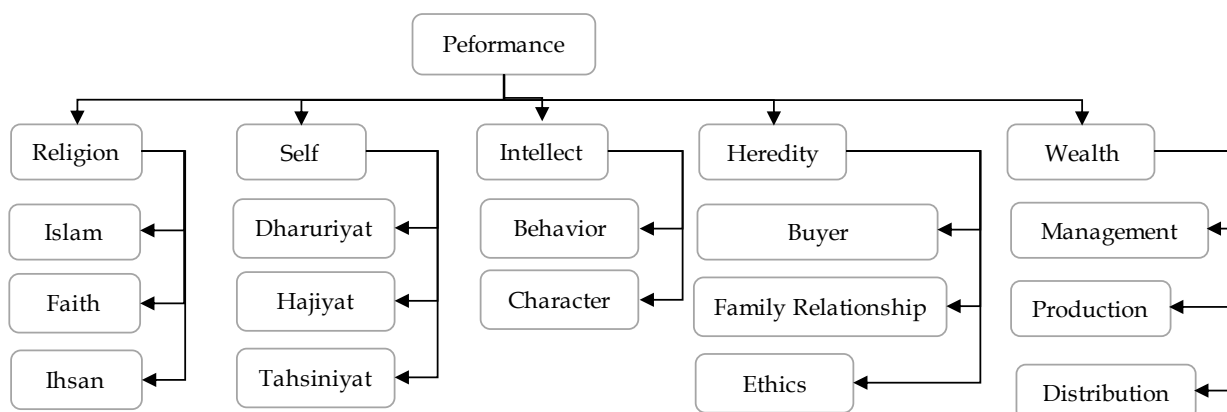 Peformance
Religion
Self
Intellect
Heredity
Wealth
Islam
Dharuriyat
Behavior
Buyer
Management
Faith
Hajiyat
Character
Family Relationship
Production
Ihsan
Tahsiniyat
Ethics
Distribution